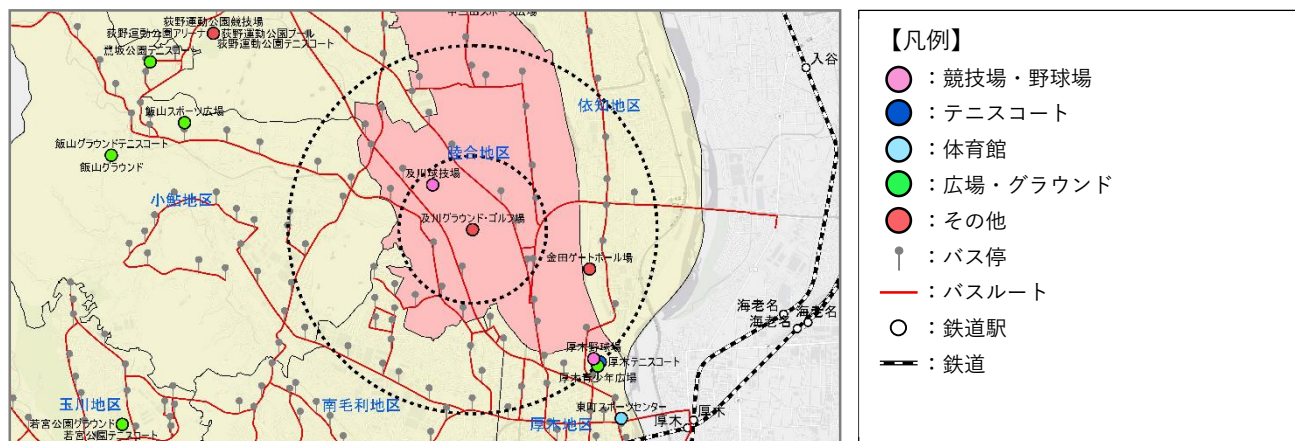 荻野運動公園競技場
荻野運動公園アリーナ
荻野運動公園プール
荻野運動公園テニスコート
鳶坂公園テニスコート
飯山スポーツ広場
飯山グラウンドテニスコート
飯山グラウンド
小鮎地区
依知地区
睦合地区
及川球技場
及川グラウンド・ゴルフ場
金田ゲートボール場
入谷
海老名
海老名
海老名
厚木野球場
厚木テニスコート
厚木青少年広場
玉川地区
若宮公園グラウンド
若宮公園テニスコート
南毛利地区
厚木地区
東町スポーツセンター
厚木
厚木
【凡例】
：競技場・野球場
：テニスコート
：体育館
：広場・グラウンド
：その他
：バス停
：バスルート
：鉄道駅
：鉄道